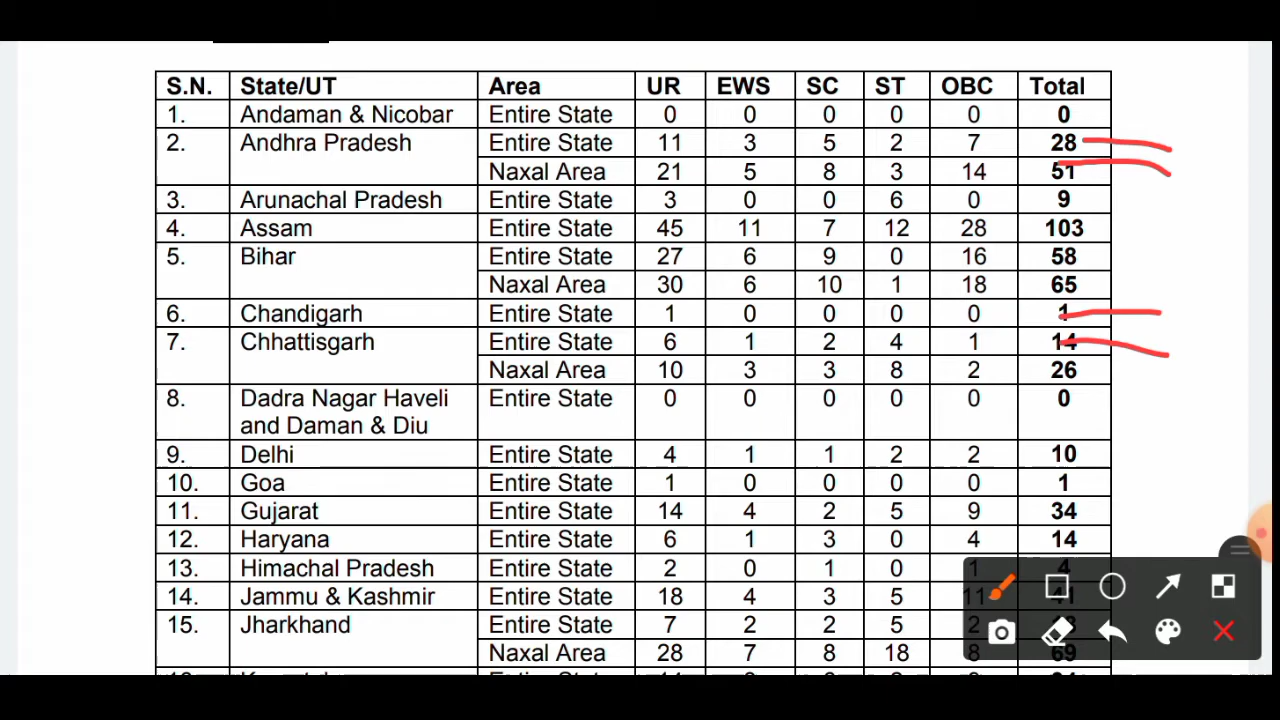 S.N. State/UT Area UR EWS SC ST OBC Total
1. Andaman & Nicobar Entire State 0 0 0 0 0 0
2. Andhra Pradesh Entire State 11 3 5 2 7 28
Naxal Area 21 5 8 3 14 51
3. Arunachal Pradesh Entire State 3 0 0 6 0 9
4. Assam Entire State 45 11 7 12 28 103
5. Bihar Entire State 27 6 9 0 16 58
Naxal Area 30 6 10 1 18 65
6. Chandigarh Entire State 1 0 0 0 0 1
7. Chhattisgarh Entire State 6 1 2 4 1 14
Naxal Area 10 3 3 8 2 26
8. Dadra Nagar Haveli Entire State 0 0 0 0 0 0
and Daman & Diu
9. Delhi Entire State 4 1 1 2 2 10
10. Goa Entire State 1 0 0 0 0 1
11. Gujarat Entire State 14 4 2 5 9 34
12. Haryana Entire State 6 1 3 0 4 14
13. Himachal Pradesh Entire State 2 0 1 0 1 4
14. Jammu & Kashmir Entire State 18 4 3 5 11 41
15. Jharkhand Entire State 7 2 2 5 2
Naxal Area 28 7 8 18 8 69